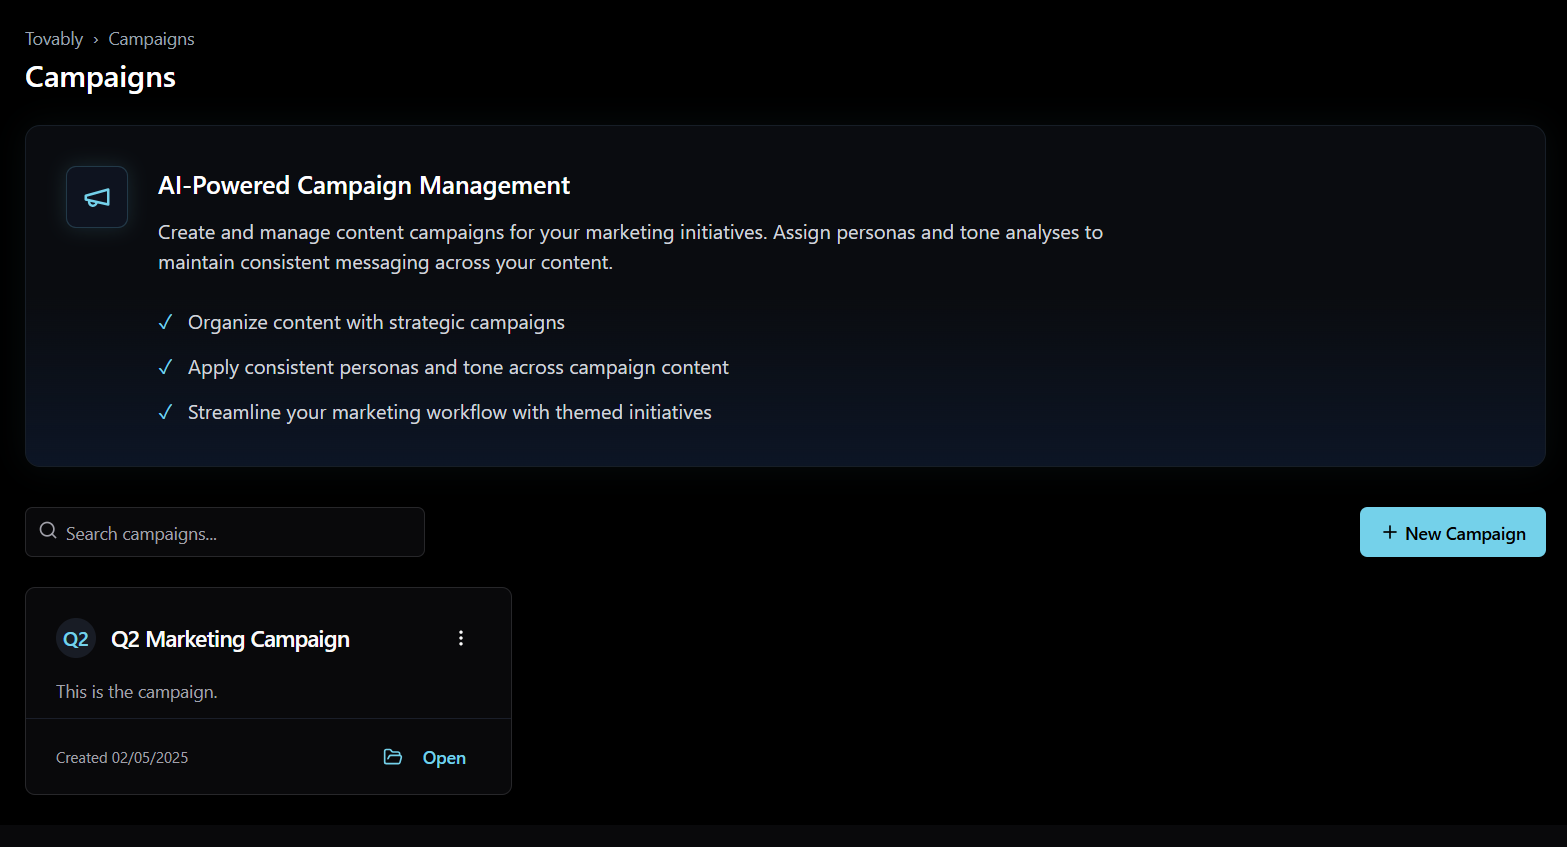 Tovably › Campaigns
Campaigns
AI-Powered Campaign Management
Create and manage content campaigns for your marketing initiatives. Assign personas and tone analyses to
maintain consistent messaging across your content.
✓ Organize content with strategic campaigns
✓ Apply consistent personas and tone across campaign content
✓ Streamline your marketing workflow with themed initiatives
Search campaigns...
+ New Campaign
Q2 Q2 Marketing Campaign
This is the campaign.
Created 02/05/2025 Open